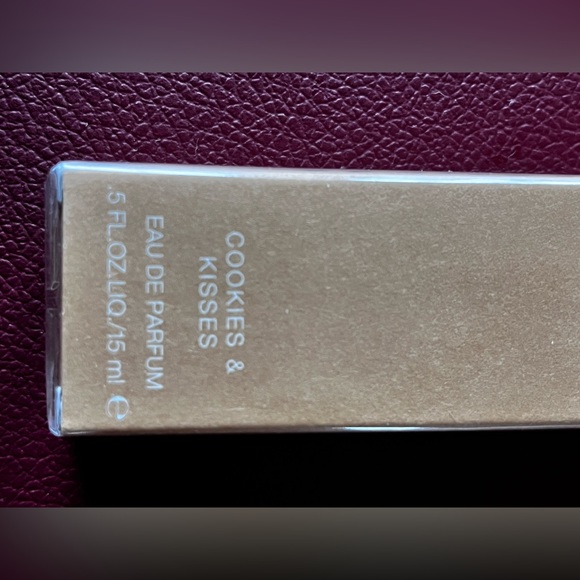 COOKIES &
KISSES
EAU DE PARFUM
.5 FL.OZ.LIQ./15 ml ℮